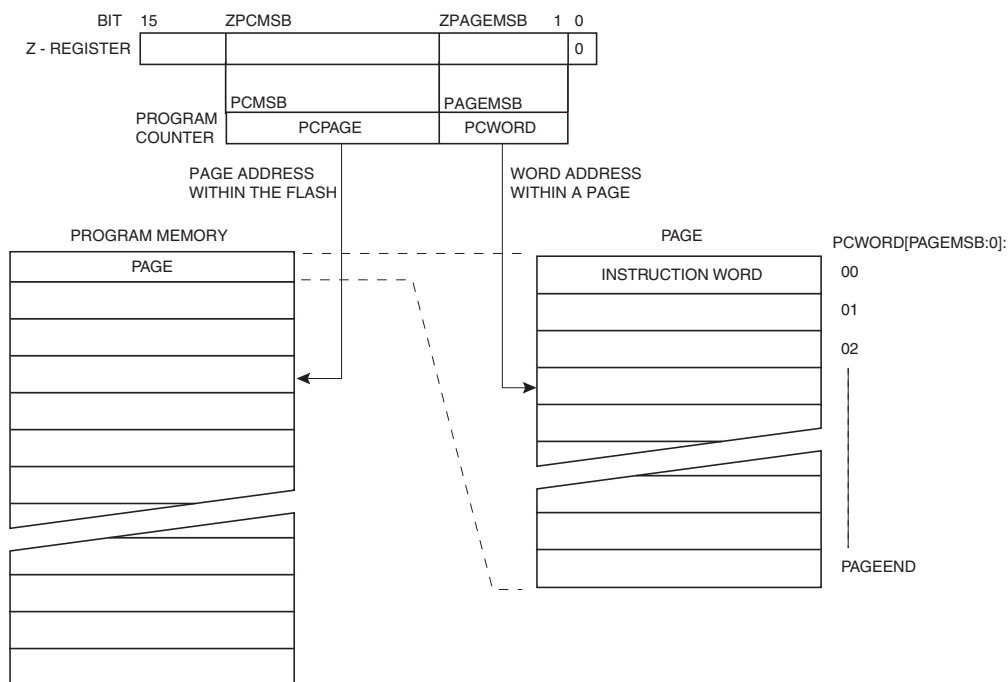 BIT 15 ZPCMSB ZPAGEMSB 1 0
Z - REGISTER 0
PCMSB PAGEMSB
PROGRAM
COUNTER
PCPAGE PCWORD
PAGE ADDRESS
WITHIN THE FLASH
WORD ADDRESS
WITHIN A PAGE
PROGRAM MEMORY
PAGE
PAGE
INSTRUCTION WORD
PCWORD[PAGEMSB:0]:
00
01
02
PAGEEND